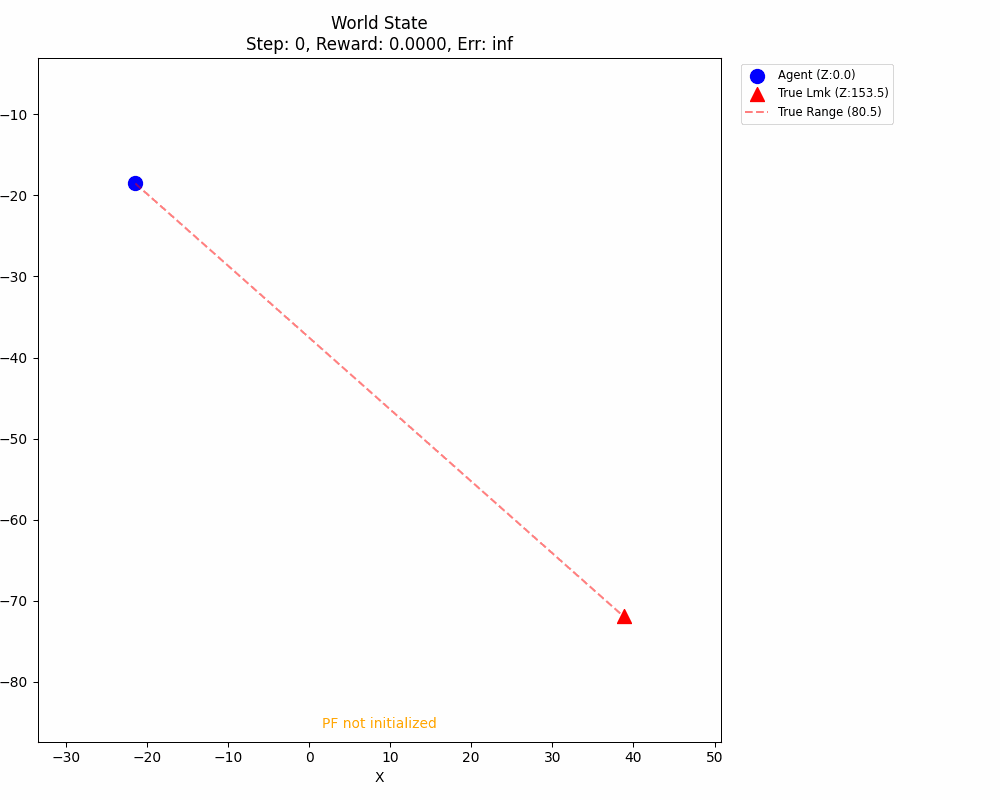 World State
Step: 0, Reward: 0.0000, Err: inf
Agent (Z:0.0)
True Lmk (Z:153.5)
True Range (80.5)
−10
−20
−30
−40
−50
−60
−70
−80
PF not initialized
−30
−20
−10
0
10
20
30
40
50
X